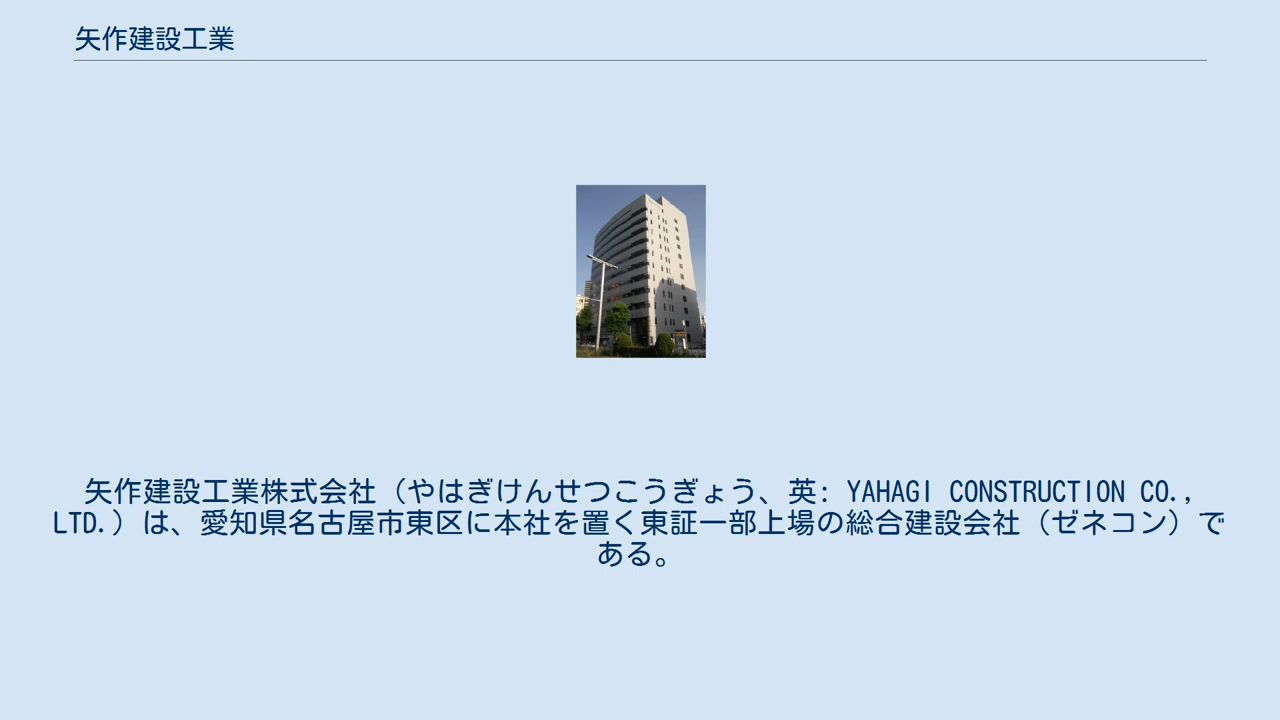 矢作建設工業
矢作建設工業株式会社（やはぎけんせつこうぎょう、英: YAHAGI CONSTRUCTION CO.,
LTD.）は、愛知県名古屋市東区に本社を置く東証一部上場の総合建設会社（ゼネコン）で
ある。